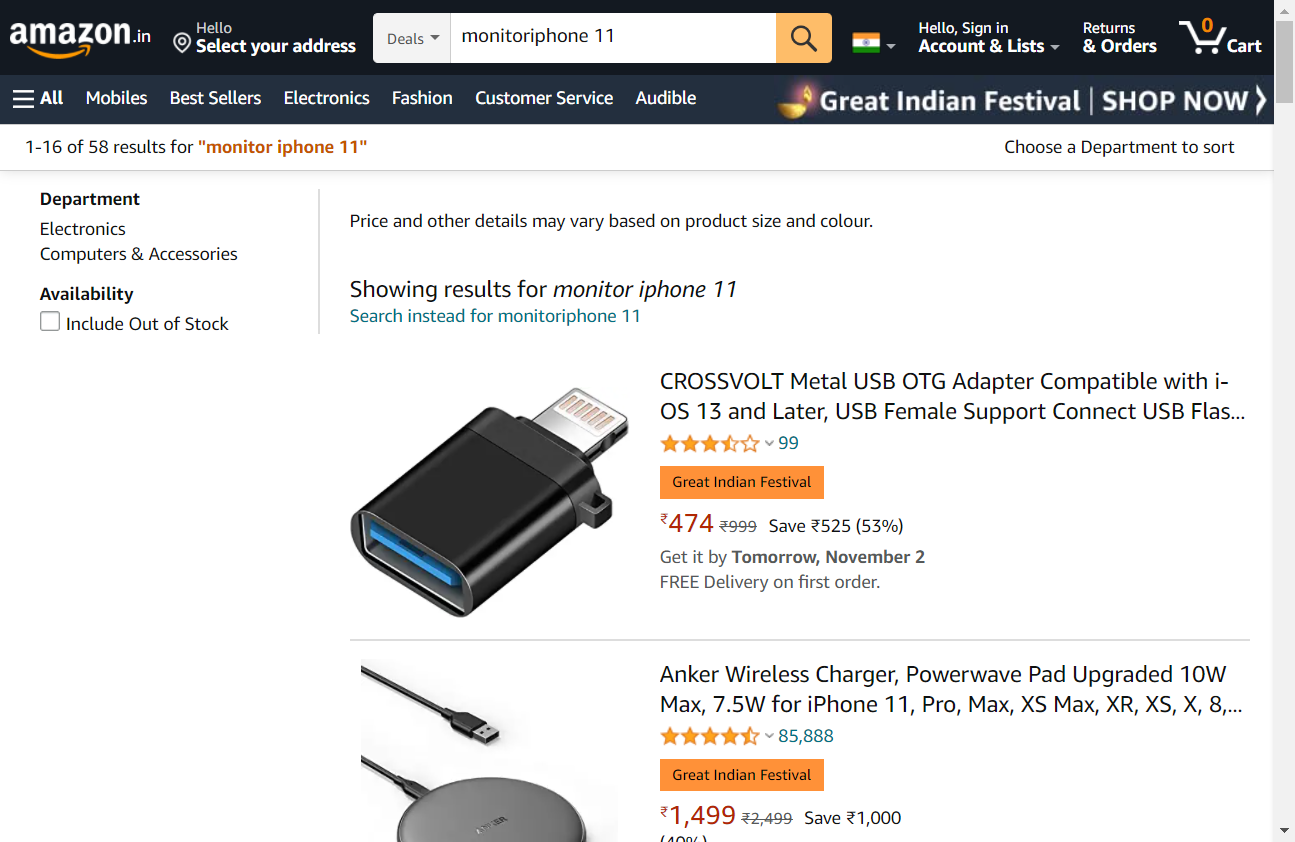 amazon.in
Hello
Select your address
Deals
monitoriphone 11
Hello, Sign in
Account & Lists
Returns
& Orders
0
Cart
All
Mobiles
Best Sellers
Electronics
Fashion
Customer Service
Audible
Great Indian Festival | SHOP NOW
1-16 of 58 results for "monitor iphone 11"
Choose a Department to sort
Department
Electronics
Computers & Accessories
Availability
Include Out of Stock
Price and other details may vary based on product size and colour.
Showing results for monitor iphone 11
Search instead for monitoriphone 11
CROSSVOLT Metal USB OTG Adapter Compatible with i-
OS 13 and Later, USB Female Support Connect USB Flas...
99
Great Indian Festival
₹474 ₹999 Save ₹525 (53%)
Get it by Tomorrow, November 2
FREE Delivery on first order.
Anker Wireless Charger, Powerwave Pad Upgraded 10W
Max, 7.5W for iPhone 11, Pro, Max, XS Max, XR, XS, X, 8,...
85,888
Great Indian Festival
₹1,499 ₹2,499 Save ₹1,000
(40%)
ANKER